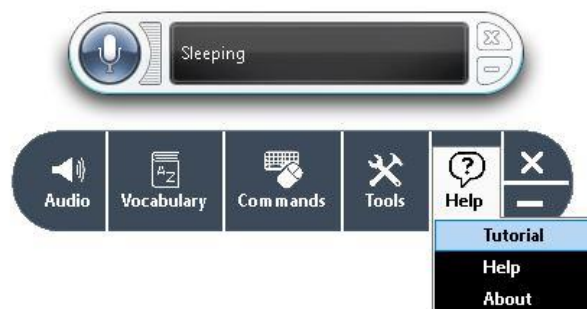 Sleeping
Audio
Vocabulary
Commands
Tools
Help
A
Z
Tutorial
Help
About